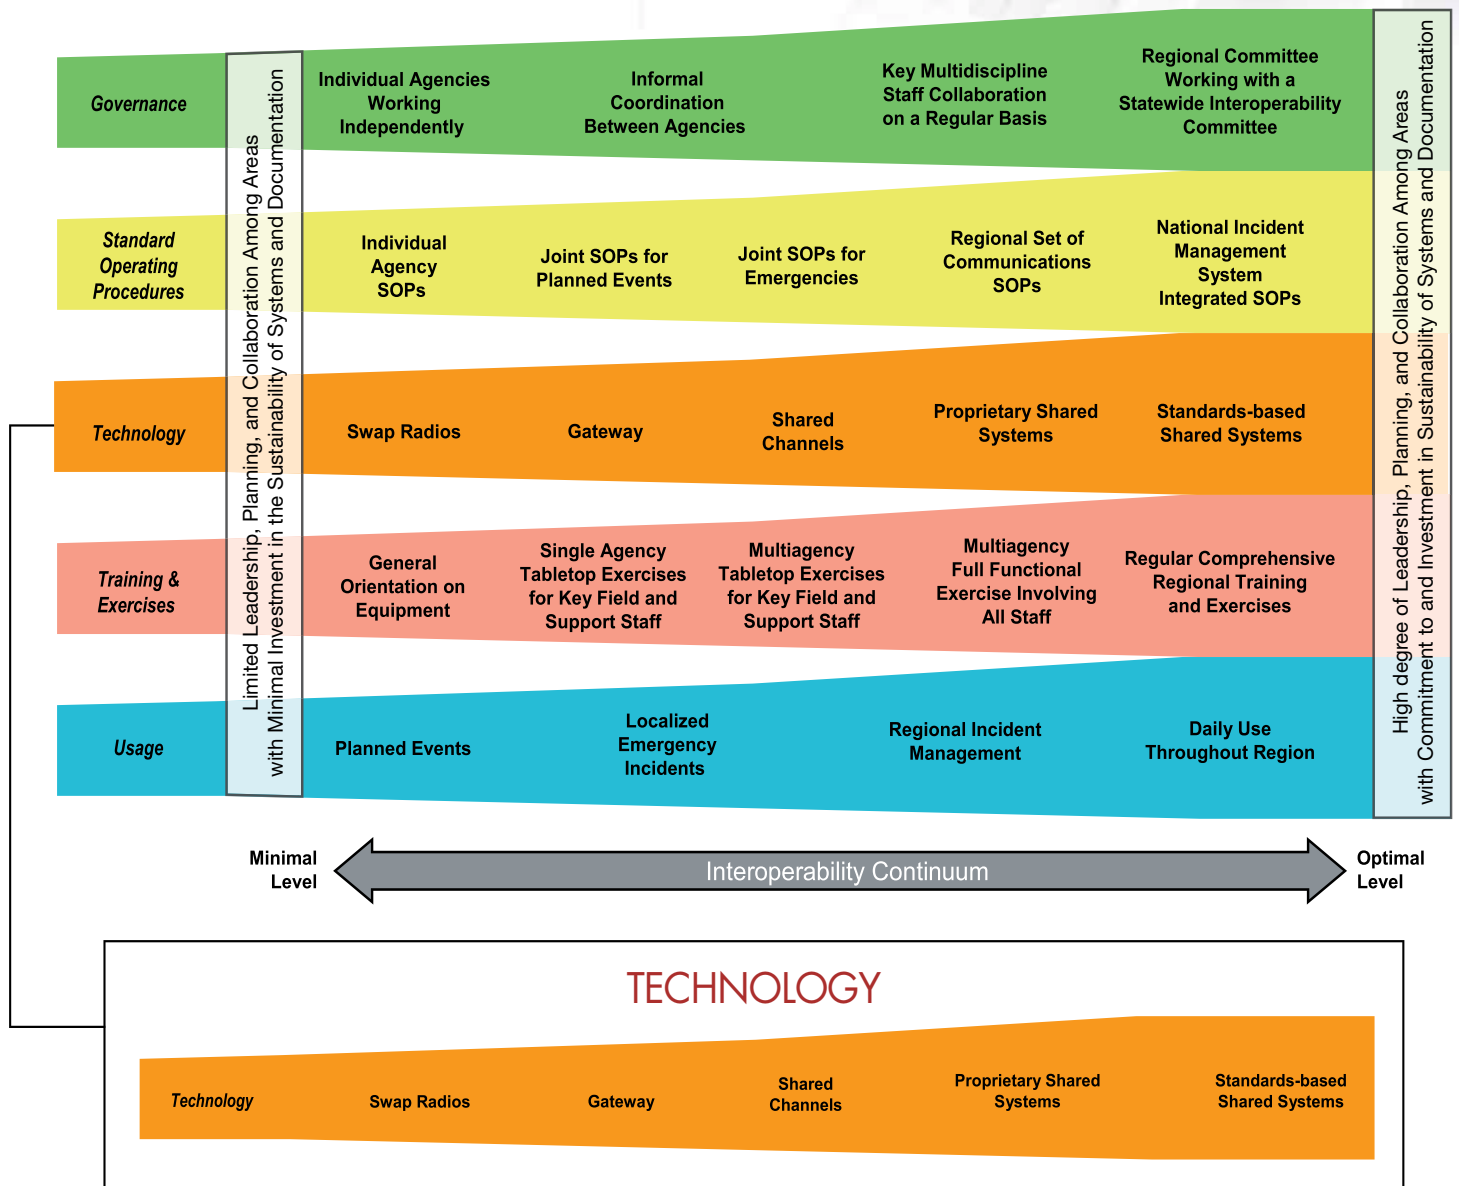 Governance
Individual Agencies
Working
Independently
Informal
Coordination
Between Agencies
Key Multidiscipline
Staff Collaboration
on a Regular Basis
Regional Committee
Working with a
Statewide Interoperability
Committee
Standard
Operating
Procedures
Individual
Agency
SOPs
Joint SOPs for
Planned Events
Joint SOPs for
Emergencies
Regional Set of
Communications
SOPs
National Incident
Management
System
Integrated SOPs
Technology
Swap Radios
Gateway
Shared
Channels
Proprietary Shared
Systems
Standards-based
Shared Systems
Training &
Exercises
General
Orientation on
Equipment
Single Agency
Tabletop Exercises
for Key Field and
Support Staff
Multiagency
Tabletop Exercises
for Key Field and
Support Staff
Multiagency
Full Functional
Exercise Involving
All Staff
Regular Comprehensive
Regional Training
and Exercises
Usage
Planned Events
Localized
Emergency
Incidents
Regional Incident
Management
Daily Use
Throughout Region
Limited Leadership, Planning, and Collaboration Among Areas
with Minimal Investment in the Sustainability of Systems and Documentation
High degree of Leadership, Planning, and Collaboration Among Areas
with Commitment to and Investment in Sustainability of Systems and Documentation
Minimal
Level
Interoperability Continuum
Optimal
Level
TECHNOLOGY
Technology
Swap Radios
Gateway
Shared
Channels
Proprietary Shared
Systems
Standards-based
Shared Systems